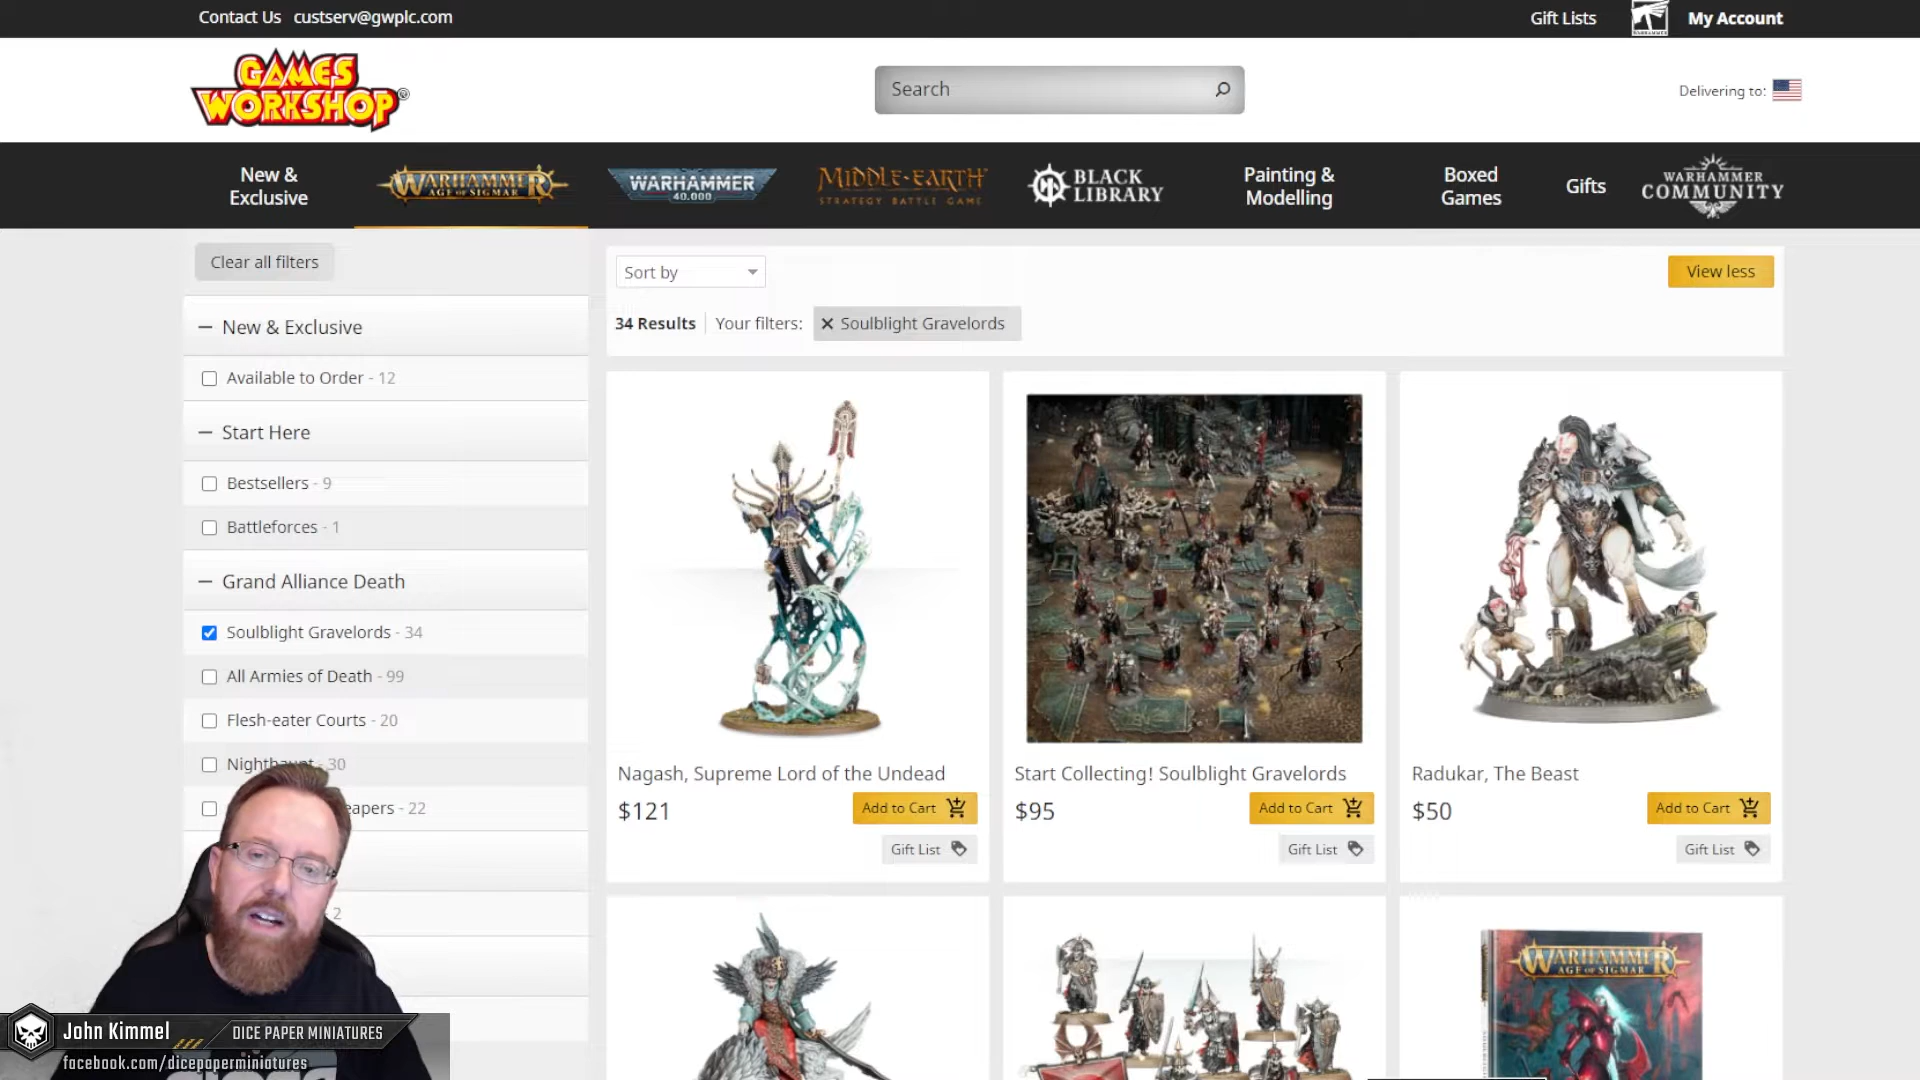 Contact Us custserv@gwplc.com
Gift Lists
My Account
GAMES
WORKSHOP
Search
Delivering to:
New &
Exclusive
WARHAMMER
AGE OF SIGMAR
WARHAMMER
40,000
MIDDLE-EARTH
STRATEGY BATTLE GAME
BLACK
LIBRARY
Painting &
Modelling
Boxed
Games
Gifts
WARHAMMER
COMMUNITY
Clear all filters
Sort by
View less
34 Results
Your filters:
✕ Soulblight Gravelords
New & Exclusive
Available to Order - 12
Start Here
Bestsellers - 9
Battleforces - 1
Grand Alliance Death
Soulblight Gravelords - 34
All Armies of Death - 99
Flesh-eater Courts - 20
Nighthaunt - 30
eapers - 22
2
Nagash, Supreme Lord of the Undead
$121
Add to Cart
Gift List
Start Collecting! Soulblight Gravelords
$95
Add to Cart
Gift List
Radukar, The Beast
$50
Add to Cart
Gift List
WARHAMMER
AGE OF SIGMAR
John Kimmel
DICE PAPER MINIATURES
facebook.com/dicepaperminiatures